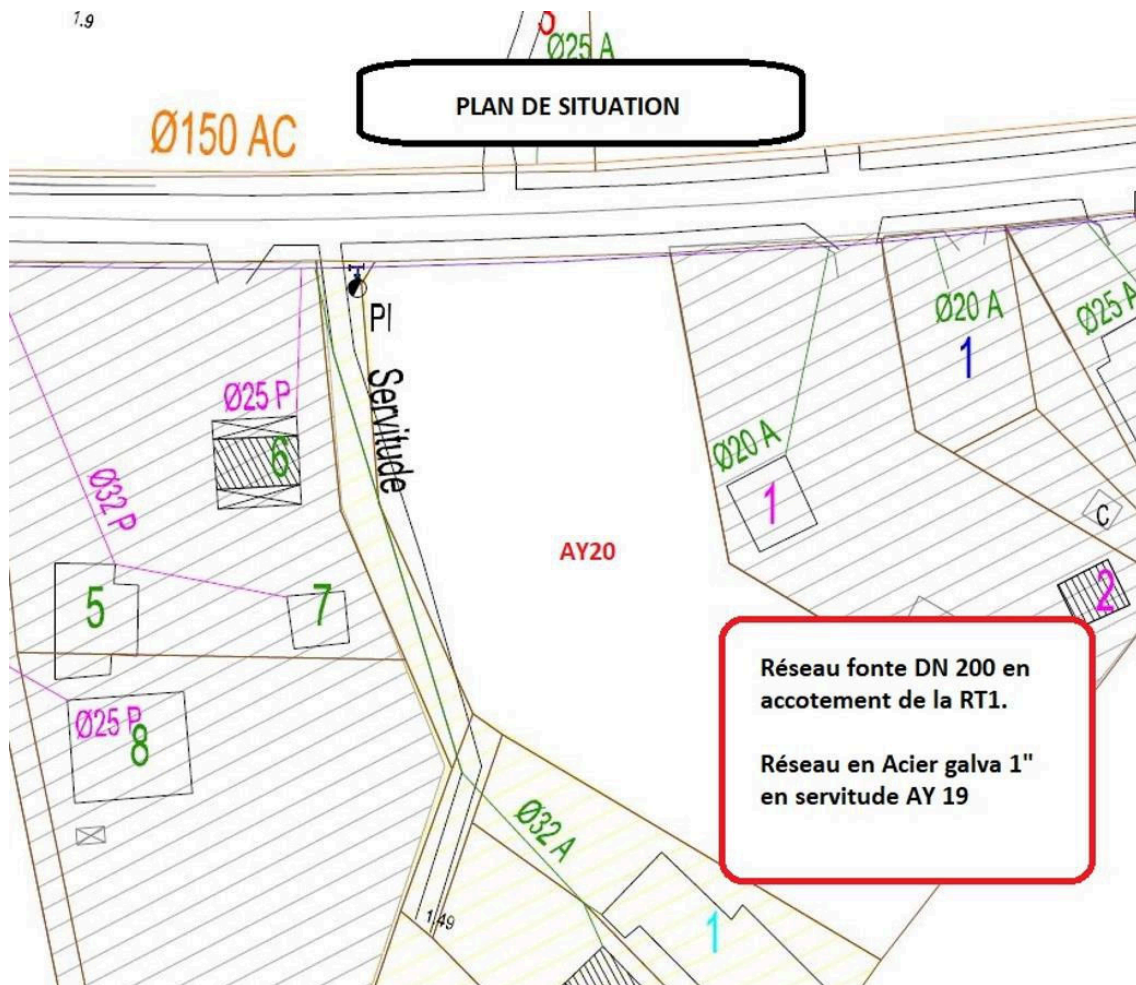 1.9
Ø25 A
PLAN DE SITUATION
Ø150 AC
PI
Servitude
Ø20 A
1
Ø25 A
Ø25 P
6
Ø20 A
1
Ø32 P
C
AY20
5
7
2
Réseau fonte DN 200 en
accotement de la RT1.
Réseau en Acier galva 1"
en servitude AY 19
Ø25 P
8
Ø32 A
1.49
1